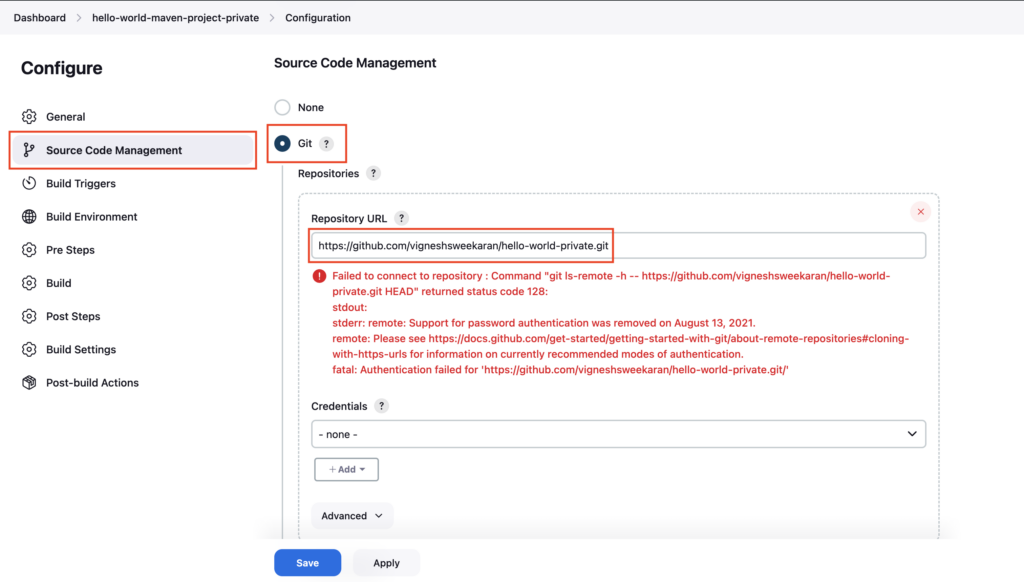 Dashboard > hello-world-maven-project-private > Configuration
Configure
General
Source Code Management
Build Triggers
Build Environment
Pre Steps
Build
Post Steps
Build Settings
Post-build Actions
Source Code Management
None
Git ?
Repositories ?
Repository URL ?
https://github.com/vigneshsweekaran/hello-world-private.git
Failed to connect to repository : Command "git ls-remote -h -- https://github.com/vigneshsweekaran/hello-world-
private.git HEAD" returned status code 128:
stdout:
stderr: remote: Support for password authentication was removed on August 13, 2021.
remote: Please see https://docs.github.com/get-started/getting-started-with-git/about-remote-repositories#cloning-
with-https-urls for information on currently recommended modes of authentication.
fatal: Authentication failed for 'https://github.com/vigneshsweekaran/hello-world-private.git/'
Credentials ?
- none -
+ Add
Advanced
Save
Apply